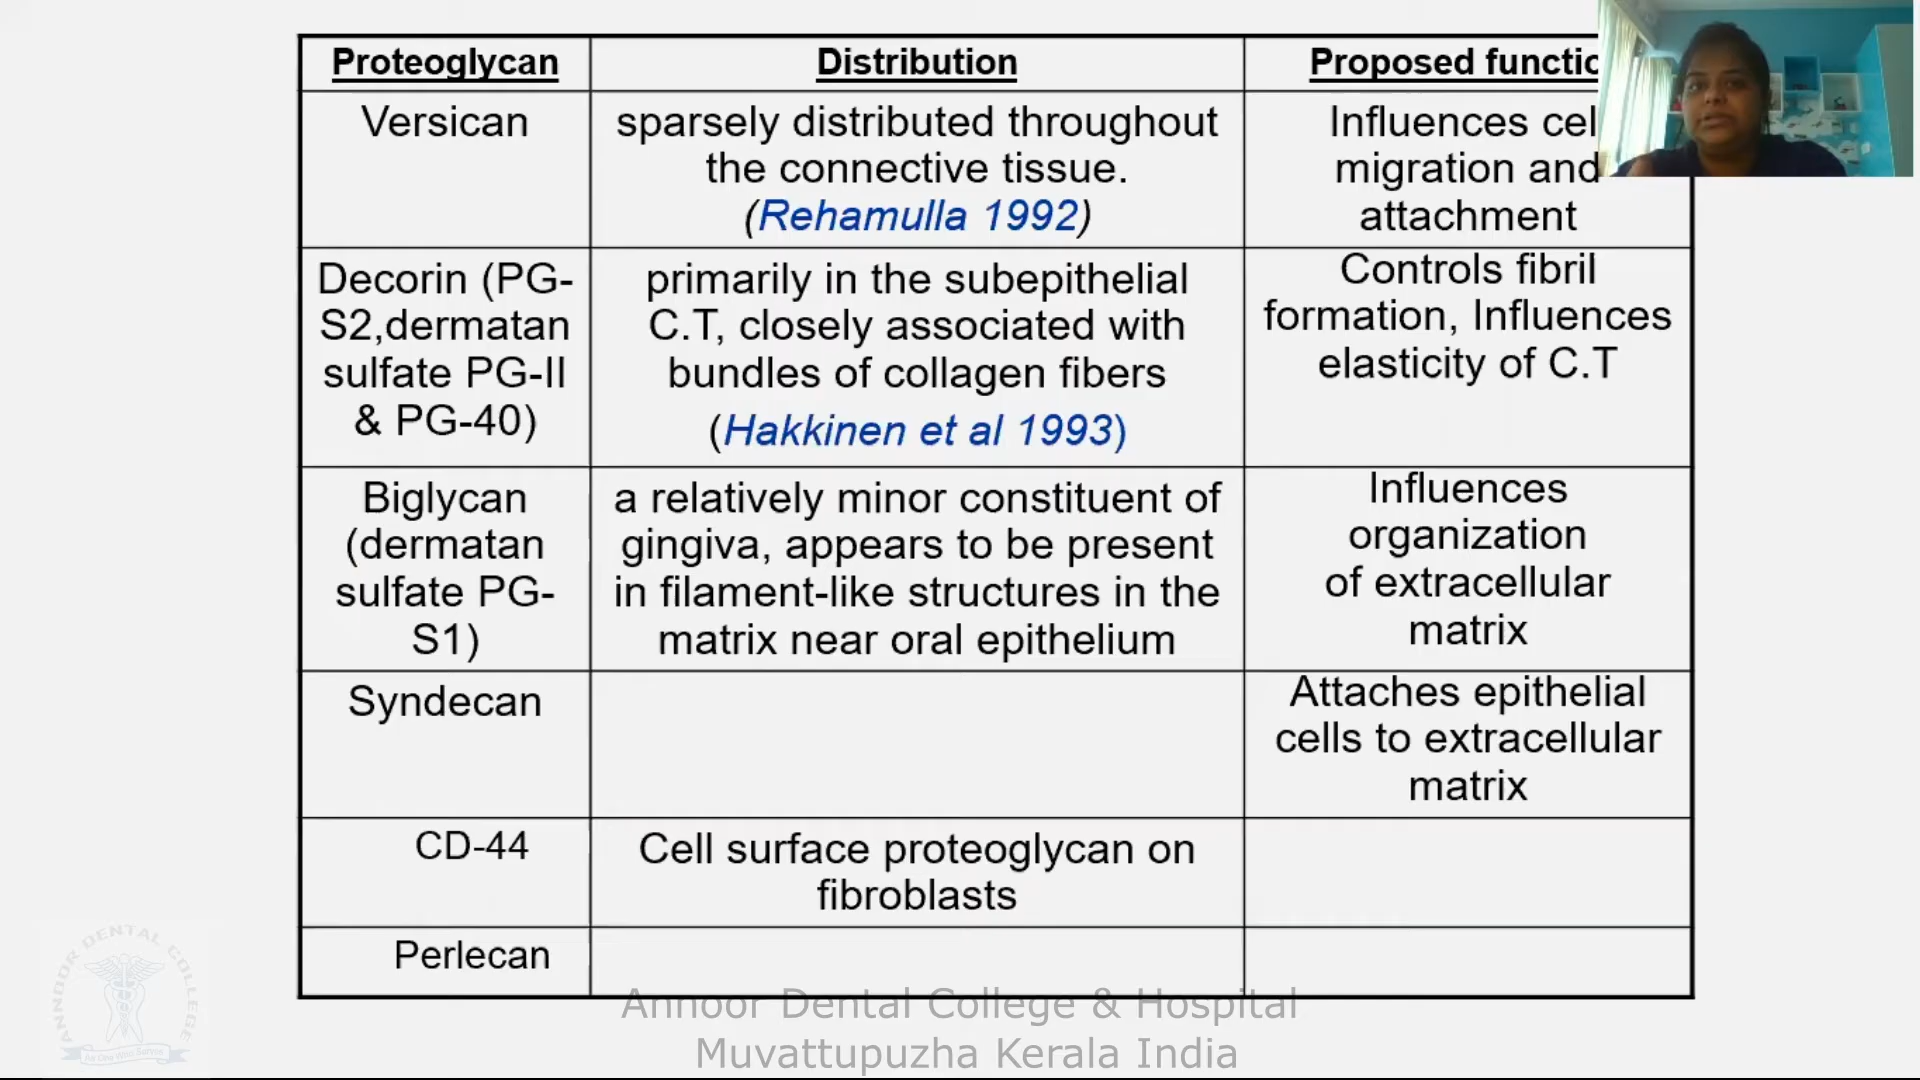 Proteoglycan
Distribution
Proposed functio
Versican
sparsely distributed throughout
the connective tissue.
(Rehamulla 1992)
Influences cel
migration and
attachment
Decorin (PG-
S2,dermatan
sulfate PG-II
& PG-40)
primarily in the subepithelial
C.T, closely associated with
bundles of collagen fibers
(Hakkinen et al 1993)
Controls fibril
formation, Influences
elasticity of C.T
Biglycan
(dermatan
sulfate PG-
S1)
a relatively minor constituent of
gingiva, appears to be present
in filament-like structures in the
matrix near oral epithelium
Influences
organization
of extracellular
matrix
Syndecan
Attaches epithelial
cells to extracellular
matrix
CD-44
Cell surface proteoglycan on
fibroblasts
Perlecan
ANNOOR DENTAL COLLEGE
Annoor Dental College & Hospital
Muvattupuzha Kerala India